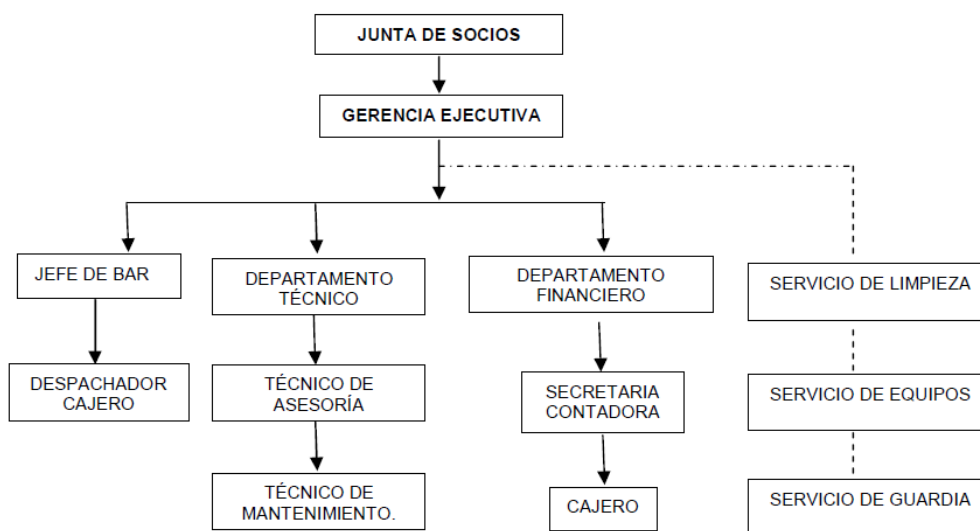 JUNTA DE SOCIOS
GERENCIA EJECUTIVA
JEFE DE BAR
DEPARTAMENTO
TÉCNICO
DEPARTAMENTO
FINANCIERO
SERVICIO DE LIMPIEZA
DESPACHADOR
CAJERO
TÉCNICO DE
ASESORÍA
SECRETARIA
CONTADORA
SERVICIO DE EQUIPOS
TÉCNICO DE
MANTENIMIENTO.
CAJERO
SERVICIO DE GUARDIA